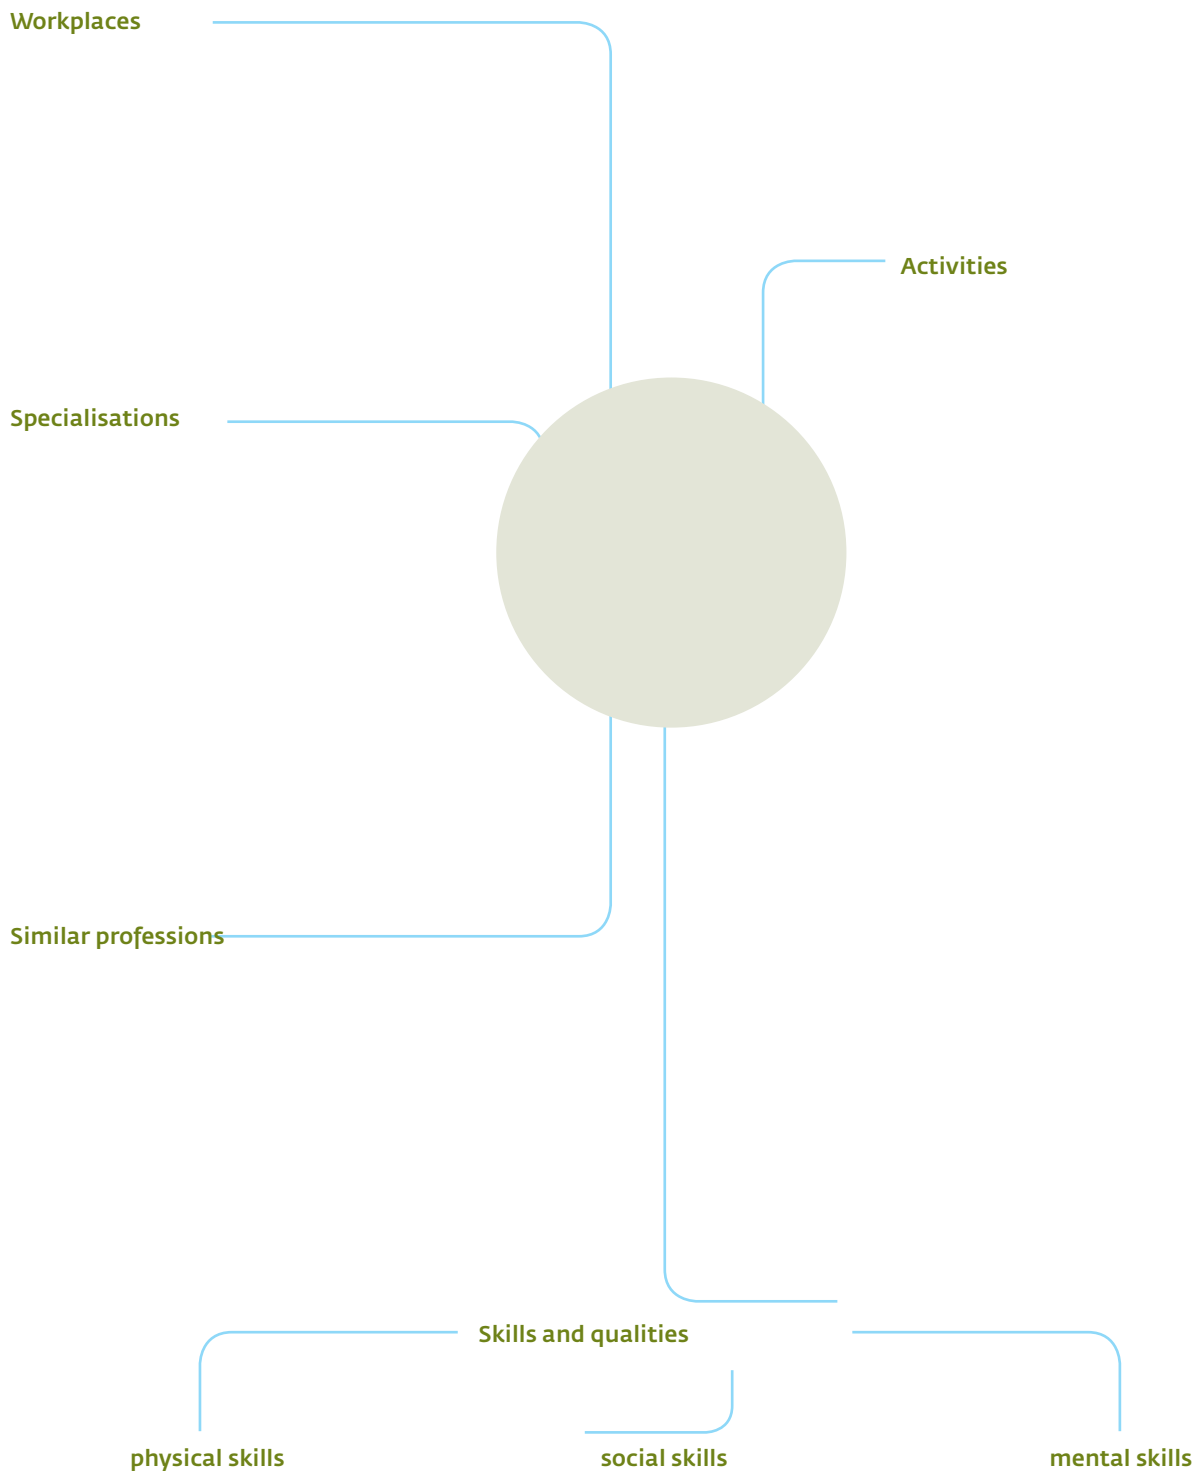 Workplaces
Activities
Specialisations
Similar professions
Skills and qualities
physical skills
social skills
mental skills